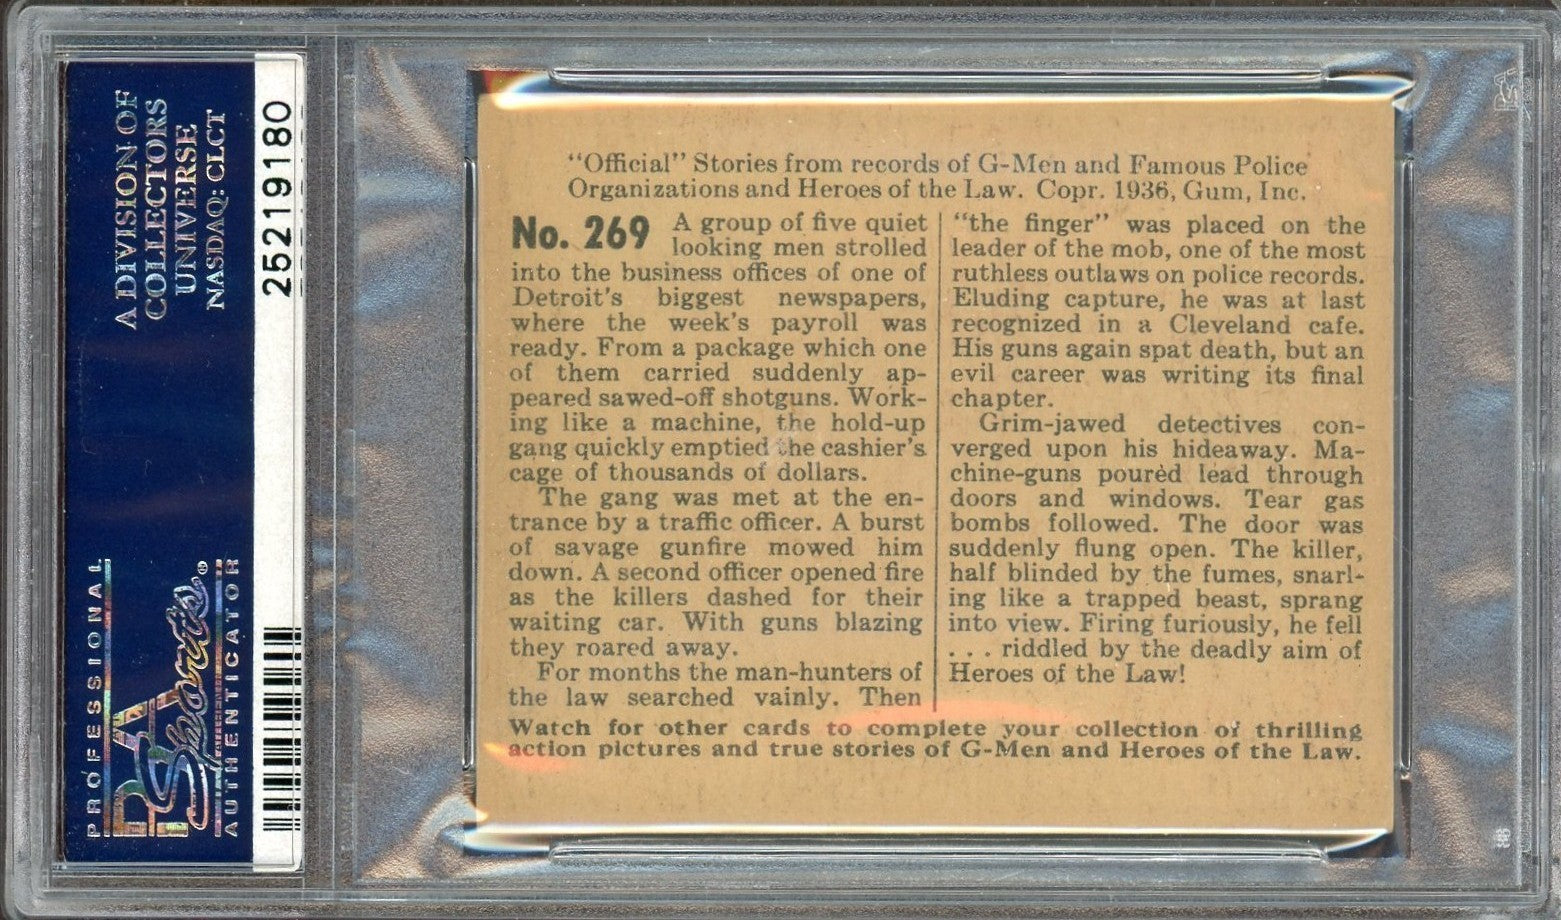 A DIVISION OF
COLLECTORS
UNIVERSE
NASDAQ: CLCT
25219180
PROFESSIONAL
PSA
Sports®
AUTHENTICATOR
"Official" Stories from records of G-Men and Famous Police
Organizations and Heroes of the Law. Copr. 1936, Gum, Inc.
No. 269 A group of five quiet
looking men strolled
into the business offices of one of
Detroit's biggest newspapers,
where the week's payroll was
ready. From a package which one
of them carried suddenly ap-
peared sawed-off shotguns. Work-
ing like a machine, the hold-up
gang quickly emptied the cashier's
cage of thousands of dollars.
The gang was met at the en-
trance by a traffic officer. A burst
of savage gunfire mowed him
down. A second officer opened fire
as the killers dashed for their
waiting car. With guns blazing
they roared away.
For months the man-hunters of
the law searched vainly. Then
"the finger" was placed on the
leader of the mob, one of the most
ruthless outlaws on police records.
Eluding capture, he was at last
recognized in a Cleveland cafe.
His guns again spat death, but an
evil career was writing its final
chapter.
Grim-jawed detectives con-
verged upon his hideaway. Ma-
chine-guns poured lead through
doors and windows. Tear gas
bombs followed. The door was
suddenly flung open. The killer,
half blinded by the fumes, snarl-
ing like a trapped beast, sprang
into view. Firing furiously, he fell
. . . riddled by the deadly aim of
Heroes of the Law!
Watch for other cards to complete your collection of thrilling
action pictures and true stories of G-Men and Heroes of the Law.